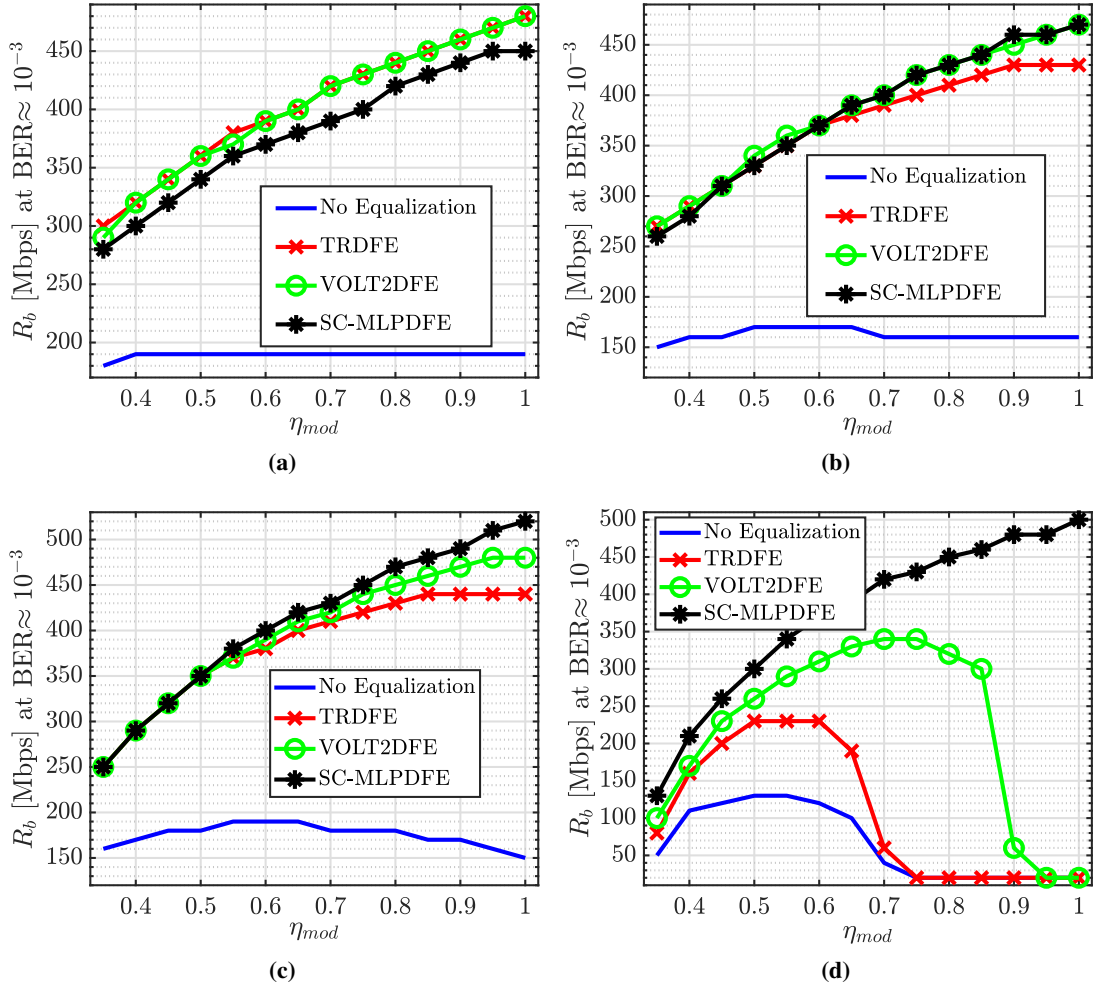 450
400
350
300
250
200
R_b [Mbps] at BER≈ 10^{-3}
No Equalization
TRDFE
VOLT2DFE
SC-MLPDFE
0.4 0.5 0.6 0.7 0.8 0.9 1
η_{mod}
(a)
450
400
350
300
250
200
150
R_b [Mbps] at BER≈ 10^{-3}
No Equalization
TRDFE
VOLT2DFE
SC-MLPDFE
0.4 0.5 0.6 0.7 0.8 0.9 1
η_{mod}
(b)
500
450
400
350
300
250
200
150
R_b [Mbps] at BER≈ 10^{-3}
No Equalization
TRDFE
VOLT2DFE
SC-MLPDFE
0.4 0.5 0.6 0.7 0.8 0.9 1
η_{mod}
(c)
500
450
400
350
300
250
200
150
100
50
R_b [Mbps] at BER≈ 10^{-3}
No Equalization
TRDFE
VOLT2DFE
SC-MLPDFE
0.4 0.5 0.6 0.7 0.8 0.9 1
η_{mod}
(d)